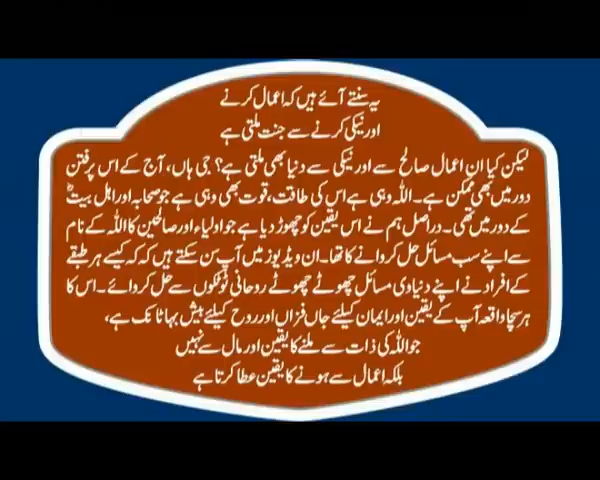 یہ سنتے آئے ہیں کہ اعمال کرنے
اور نیکی کرنے سے جنت ملتی ہے
لیکن کیا ان اعمال صالح سے اور نیکی سے دنیا بھی ملتی ہے؟ جی ہاں، آج کے اس پرفتن
دور میں بھی ممکن ہے۔ اللہ وہی ہے اس کی طاقت، قوت بھی وہی ہے جو صحابہ اور اہل بیتؓ
کے دور میں تھی۔ دراصل ہم نے اس یقین کو چھوڑ دیا ہے جو اولیاء اور صالحین کا اللہ کے نام
سے اپنے سب مسائل حل کروانے کا تھا۔ ان ویڈیوز میں آپ سن سکتے ہیں کہ کہ کیسے ہر طبقے
کے افراد نے اپنے دنیاوی مسائل چھوٹے چھوٹے روحانی ٹوٹکوں سے حل کروائے۔ اس کا
ہر سچا واقعہ آپ کے یقین اور ایمان کیلئے جاں فزاں اور روح کیلئے بیش بہا ٹانک ہے،
جو اللہ کی ذات سے ملنے کا یقین اور مال سے نہیں
بلکہ اعمال سے ہونے کا یقین عطا کرتا ہے